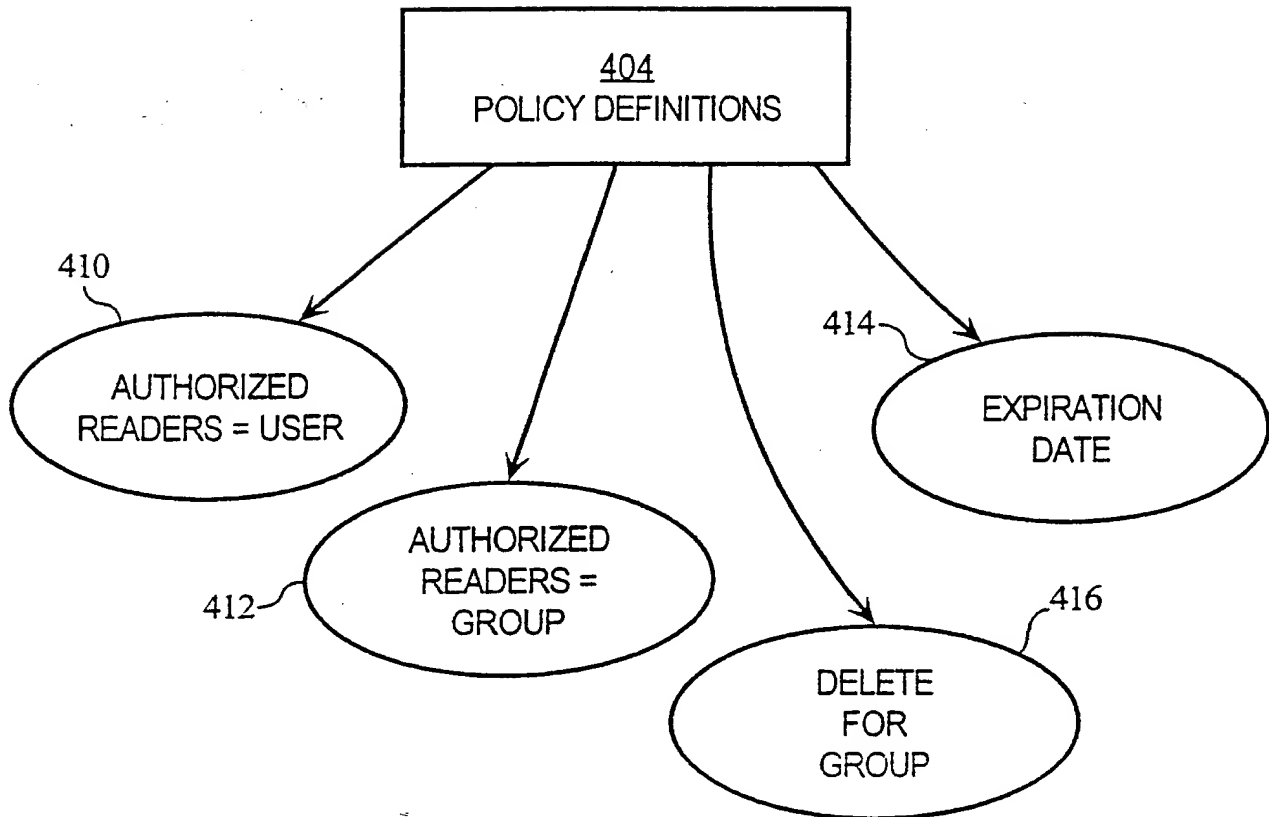 404
POLICY DEFINITIONS
410
AUTHORIZED
READERS = USER
414
EXPIRATION
DATE
412
AUTHORIZED
READERS =
GROUP
416
DELETE
FOR
GROUP